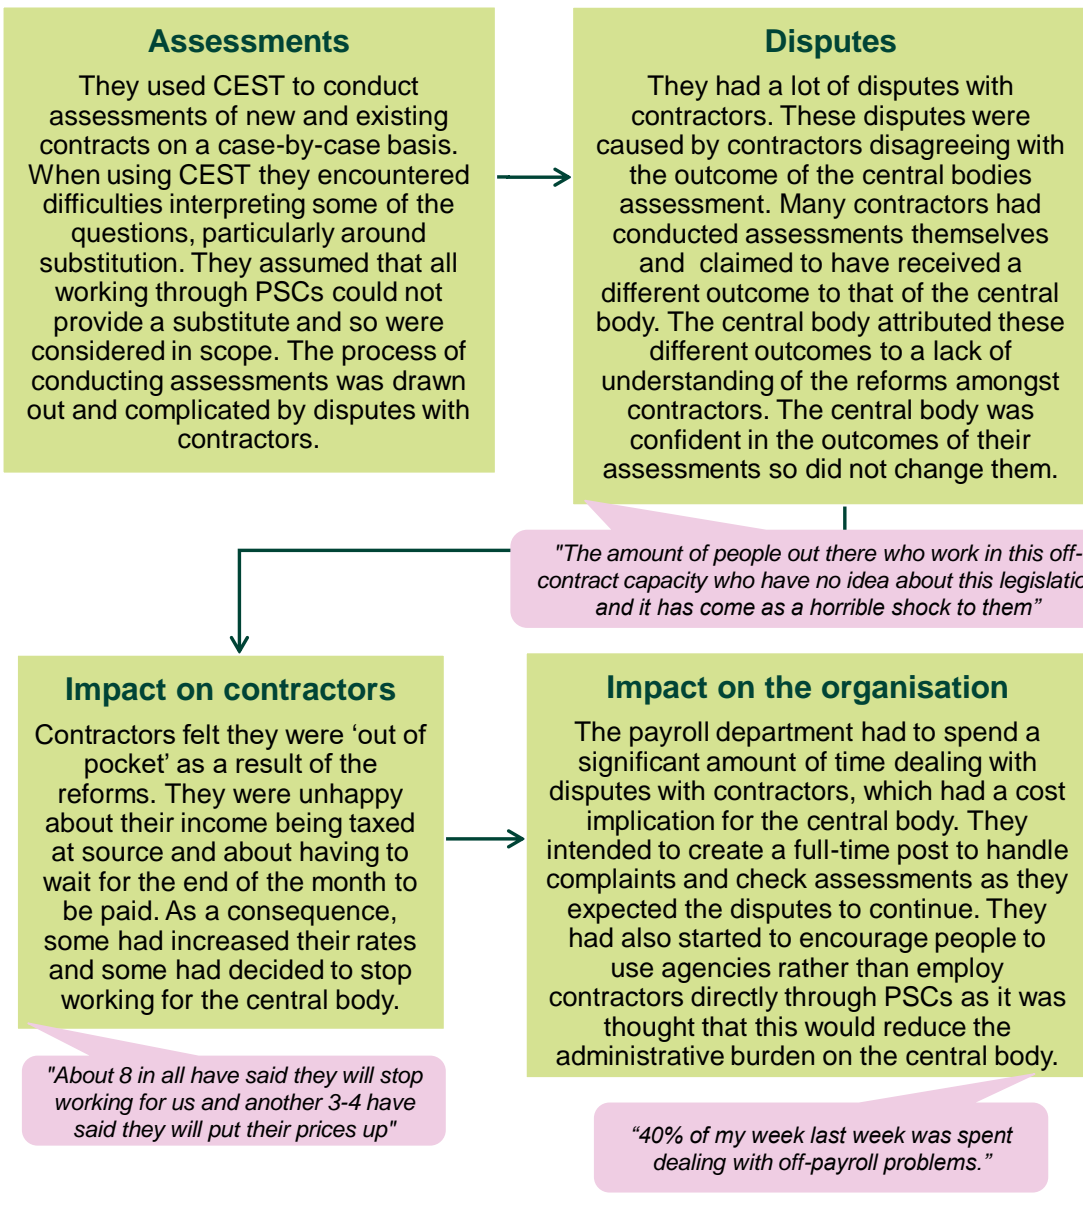 Assessments
They used CEST to conduct
assessments of new and existing
contracts on a case-by-case basis.
When using CEST they encountered
difficulties interpreting some of the
questions, particularly around
substitution. They assumed that all
working through PSCs could not
provide a substitute and so were
considered in scope. The process of
conducting assessments was drawn
out and complicated by disputes with
contractors.
Disputes
They had a lot of disputes with
contractors. These disputes were
caused by contractors disagreeing with
the outcome of the central bodies
assessment. Many contractors had
conducted assessments themselves
and  claimed to have received a
different outcome to that of the central
body. The central body attributed these
different outcomes to a lack of
understanding of the reforms amongst
contractors. The central body was
confident in the outcomes of their
assessments so did not change them.
"The amount of people out there who work in this off-
contract capacity who have no idea about this legislatio
and it has come as a horrible shock to them”
Impact on contractors
Contractors felt they were ‘out of
pocket’ as a result of the
reforms. They were unhappy
about their income being taxed
at source and about having to
wait for the end of the month to
be paid. As a consequence,
some had increased their rates
and some had decided to stop
working for the central body.
"About 8 in all have said they will stop
working for us and another 3-4 have
said they will put their prices up"
Impact on the organisation
The payroll department had to spend a
significant amount of time dealing with
disputes with contractors, which had a cost
implication for the central body. They
intended to create a full-time post to handle
complaints and check assessments as they
expected the disputes to continue. They
had also started to encourage people to
use agencies rather than employ
contractors directly through PSCs as it was
thought that this would reduce the
administrative burden on the central body.
“40% of my week last week was spent
dealing with off-payroll problems.”